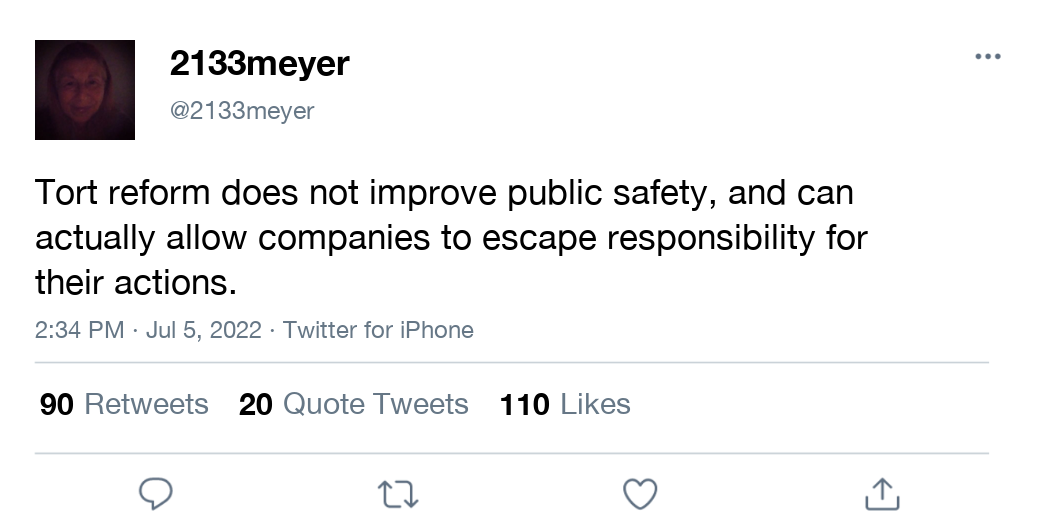 2133meyer
@2133meyer
Tort reform does not improve public safety, and can
actually allow companies to escape responsibility for
their actions.
2:34 PM · Jul 5, 2022 · Twitter for iPhone
90 Retweets 20 Quote Tweets 110 Likes